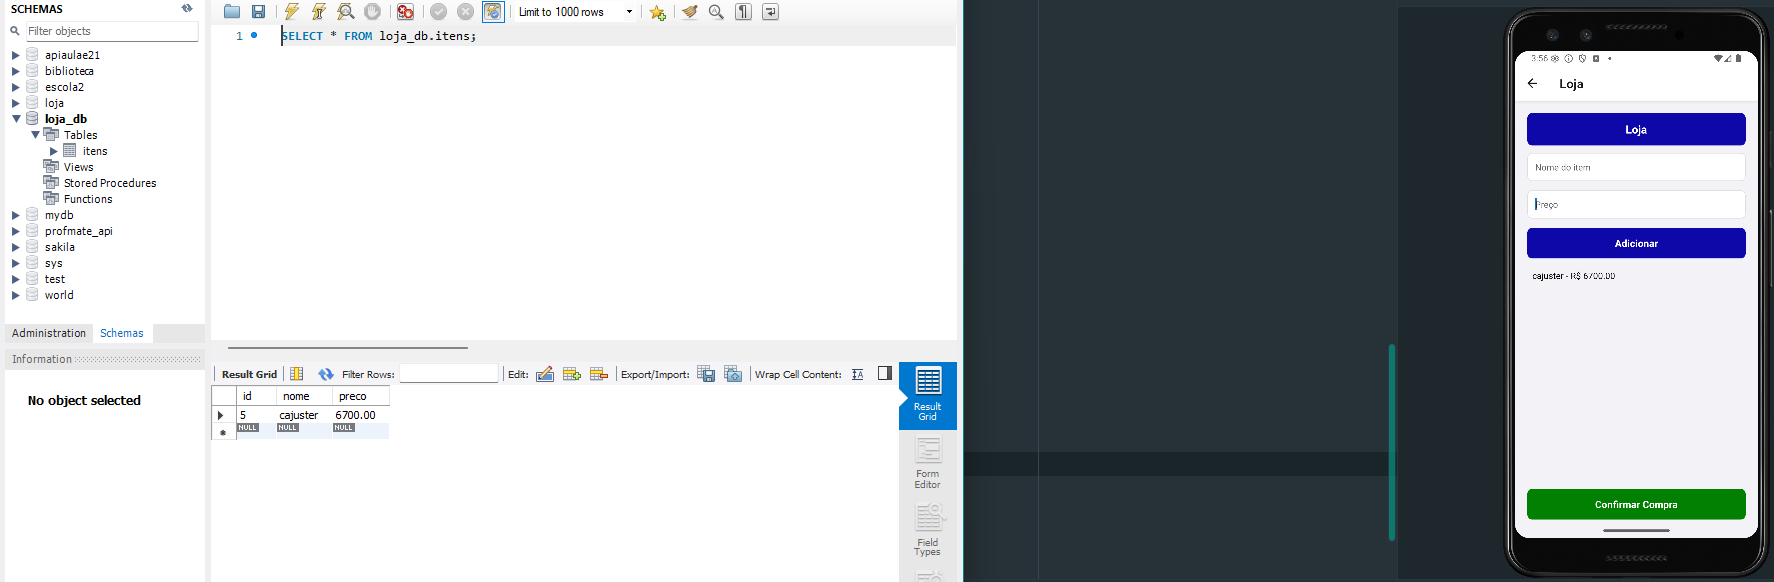 SCHEMAS
Filter objects
apiaulae21
biblioteca
escola2
loja
loja_db
Tables
itens
Views
Stored Procedures
Functions
mydb
profmate_api
sakila
sys
test
world
Administration Schemas
Information
No object selected
Limit to 1000 rows
1 SELECT * FROM loja_db.itens;
Result Grid Filter Rows: Edit: Export/Import: Wrap Cell Content:
id nome preco
5 cajuster 6700.00
NULL NULL NULL
Result
Grid
Form
Editor
Field
Types
3:56
Loja
Loja
Nome do item
Preço
Adicionar
cajuster - R$ 6700.00
Confirmar Compra